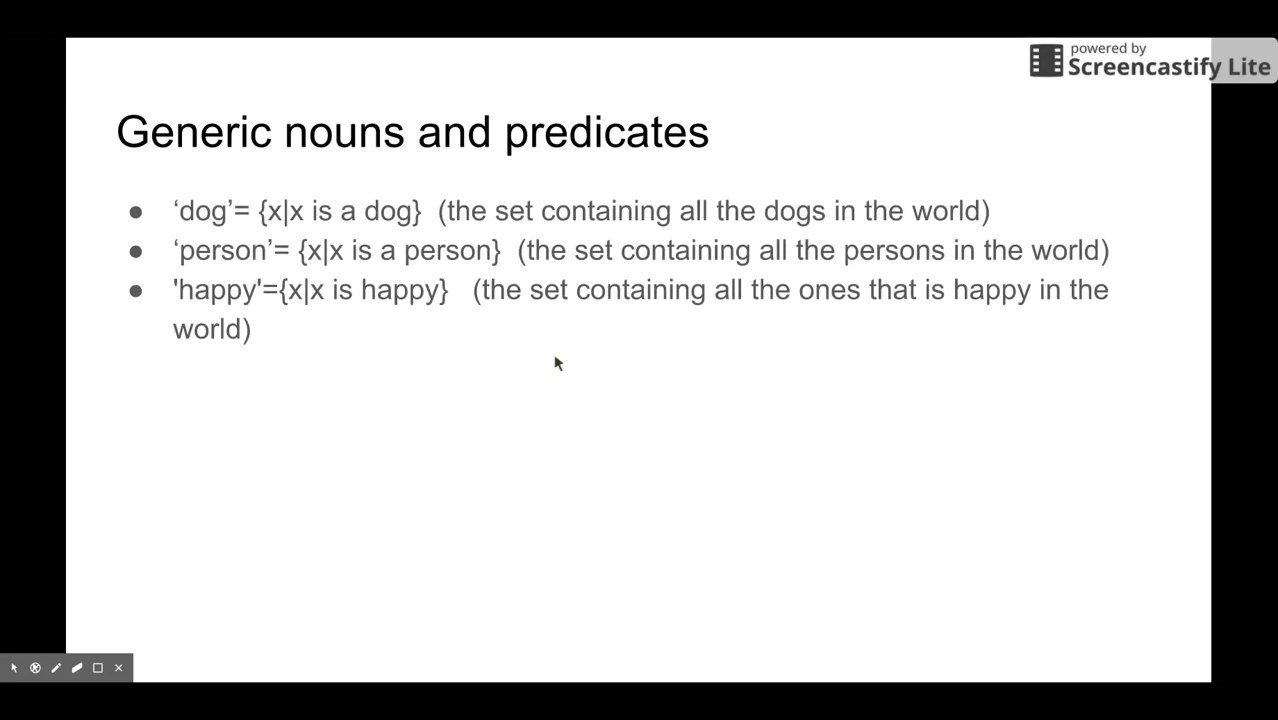 powered by
Screencastify Lite
Generic nouns and predicates
● ‘dog’= {x|x is a dog} (the set containing all the dogs in the world)
● ‘person’= {x|x is a person} (the set containing all the persons in the world)
● 'happy'={x|x is happy} (the set containing all the ones that is happy in the
world)